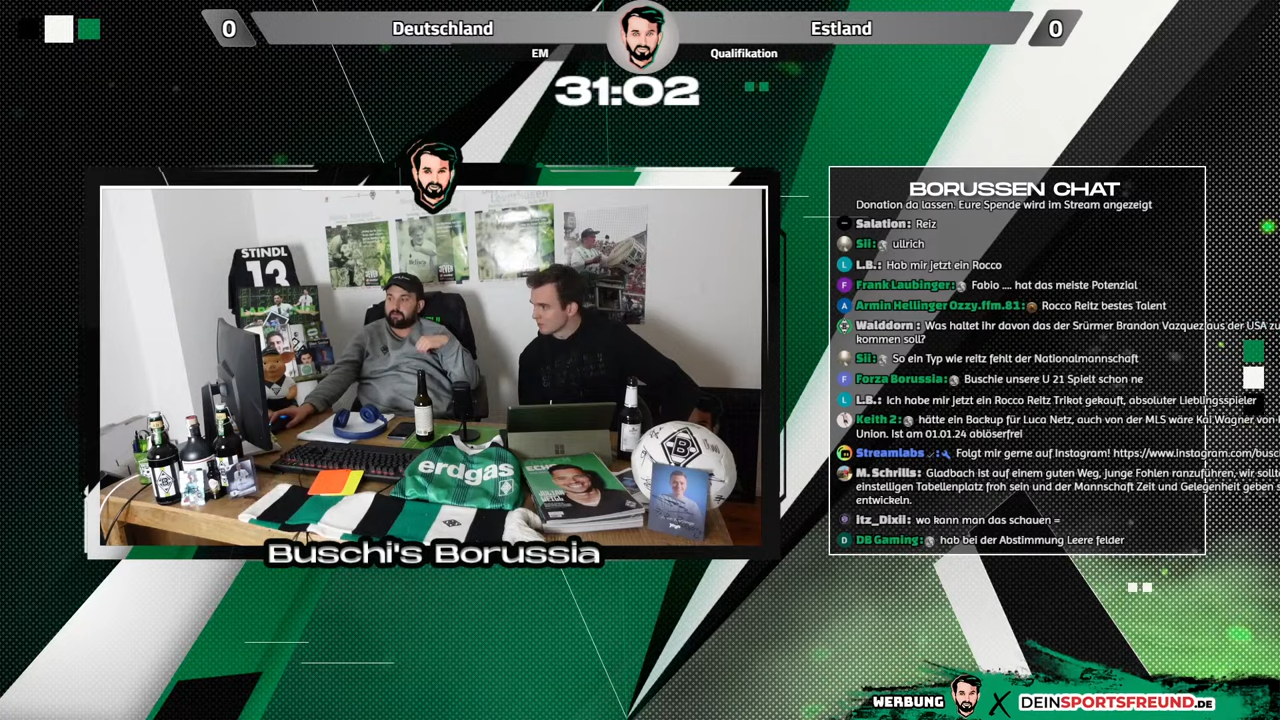 0
Deutschland
Estland
0
EM
Qualifikation
31:02
BORUSSEN CHAT
Donation da lassen. Eure Spende wird im Stream angezeigt
Salation: Reiz
Sii: ullrich
L.B.: Hab mir jetzt ein Rocco
Frank Laubinger: Fabio .... hat das meiste Potenzial
Armin Hellinger Ozzy.ffm.81: Rocco Reitz bestes Talent
Walddorn: Was haltet ihr davon das der Srürmer Brandon Vazquez aus der USA zu
kommen soll?
Sii: So ein Typ wie reitz fehlt der Nationalmannschaft
Forza Borussia: Buschie unsere U 21 Spielt schon ne
L.B.: Ich habe mir jetzt ein Rocco Reitz Trikot gekauft, absoluter Lieblingsspieler
Keith 2: hätte ein Backup für Luca Netz, auch von der MLS wäre Kai Wagner von
Union. Ist am 01.01.24 ablöserfrei
Streamlabs: Folgt mir gerne auf Instagram! https://www.instagram.com/busc
M. Schrills: Gladbach ist auf einem guten Weg, junge Fohlen ranzuführen, wir sollt
einstelligen Tabellenplatz froh sein und der Mannschaft Zeit und Gelegenheit geben s
entwickeln.
itz_Dixii: wo kann man das schauen =
DB Gaming: hab bei der Abstimmung Leere felder
STINDL
13
erdgas
ECHT
Buschi's Borussia
WERBUNG
X
DEINSPORTSFREUND.DE